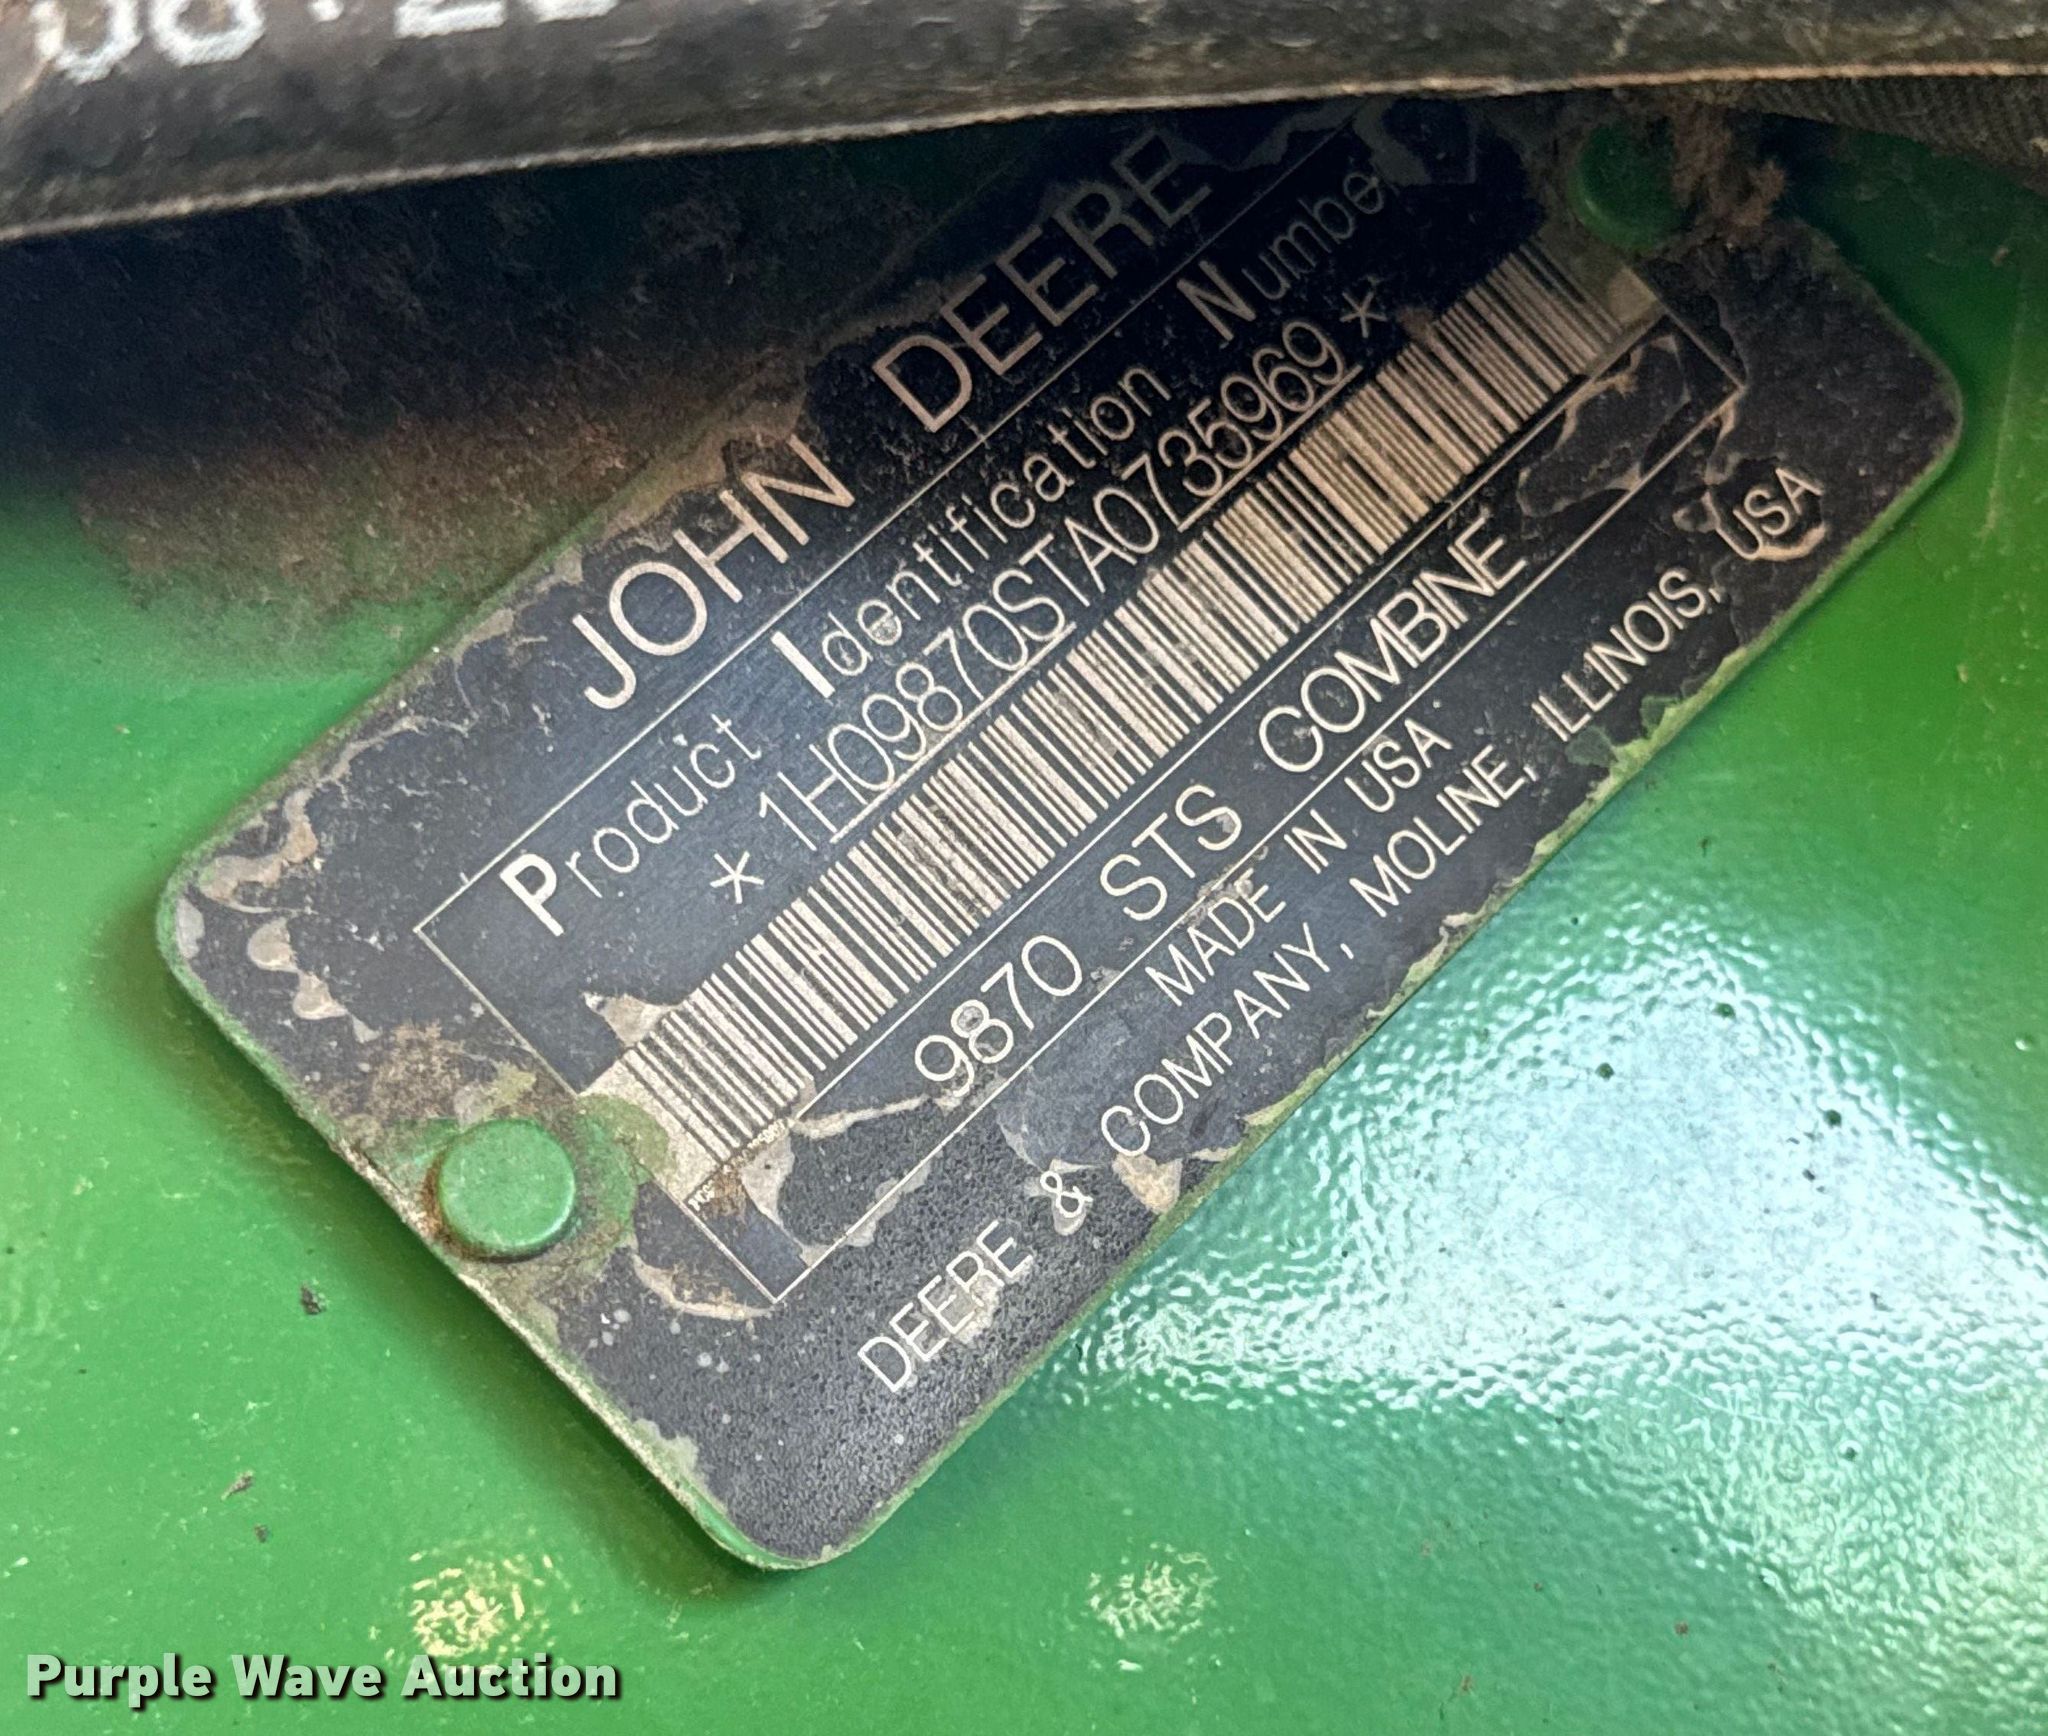 JOHN DEERE
Product Identification Number
* 1H09870STA0735969 *
9870 STS COMBINE
MADE IN USA
DEERE & COMPANY, MOLINE, ILLINOIS, USA
Purple Wave Auction